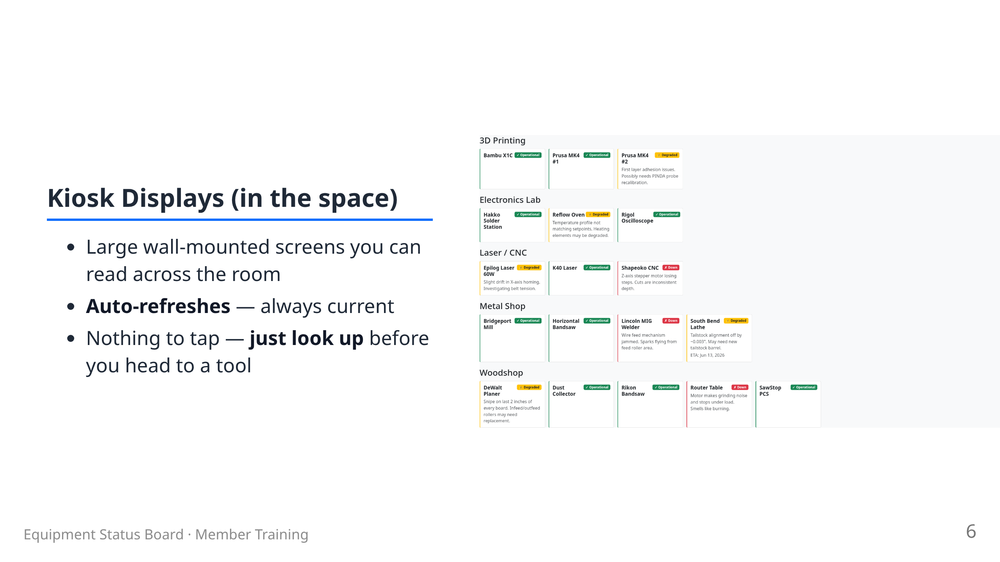 Kiosk Displays (in the space)
• Large wall-mounted screens you can
read across the room
• Auto-refreshes — always current
• Nothing to tap — just look up before
you head to a tool
3D Printing
Bambu X1C ✓ Operational
Prusa MK4 ✓ Operational
#1
Prusa MK4 ! Degraded
#2
First layer adhesion issues.
Possibly needs PINDA probe
recalibration.
Electronics Lab
Hakko ✓ Operational
Solder
Station
Reflow Oven ! Degraded
Temperature profile not
matching setpoints. Heating
elements may be degraded.
Rigol ✓ Operational
Oscilloscope
Laser / CNC
Epilog Laser ! Degraded
60W
Slight drift in X-axis homing.
Investigating belt tension.
K40 Laser ✓ Operational
Shapeoko CNC ✗ Down
Z-axis stepper motor losing
steps. Cuts are inconsistent
depth.
Metal Shop
Bridgeport ✓ Operational
Mill
Horizontal ✓ Operational
Bandsaw
Lincoln MIG ✗ Down
Welder
Wire feed mechanism
jammed. Sparks flying from
feed roller area.
South Bend ! Degraded
Lathe
Tailstock alignment off by
~0.003". May need new
tailstock barrel.
ETA: Jun 13, 2026
Woodshop
DeWalt ! Degraded
Planer
Snipe on last 2 inches of
every board. Infeed/outfeed
rollers may need
replacement.
Dust ✓ Operational
Collector
Rikon ✓ Operational
Bandsaw
Router Table ✗ Down
Motor makes grinding noise
and stops under load.
Smells like burning.
SawStop ✓ Operational
PCS
Equipment Status Board · Member Training
6